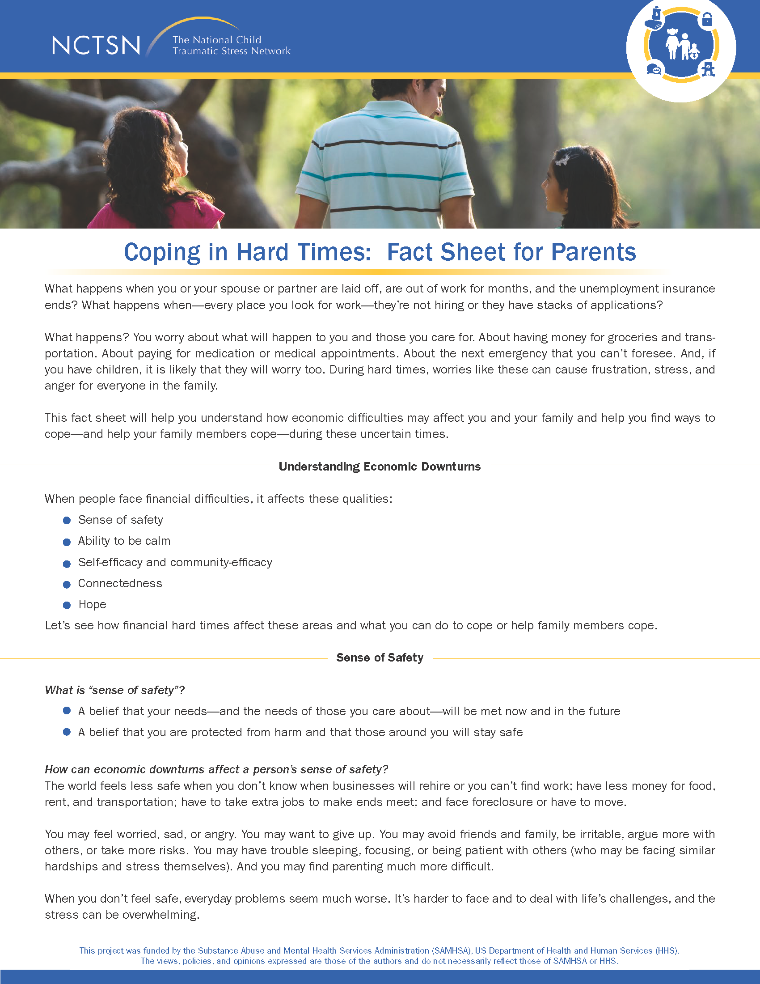 NCTSN
The National Child
Traumatic Stress Network
Coping in Hard Times: Fact Sheet for Parents
What happens when you or your spouse or partner are laid off, are out of work for months, and the unemployment insurance
ends? What happens when—every place you look for work—they're not hiring or they have stacks of applications?
What happens? You worry about what will happen to you and those you care for. About having money for groceries and trans-
portation. About paying for medication or medical appointments. About the next emergency that you can't foresee. And, if
you have children, it is likely that they will worry too. During hard times, worries like these can cause frustration, stress, and
anger for everyone in the family.
This fact sheet will help you understand how economic difficulties may affect you and your family and help you find ways to
cope—and help your family members cope—during these uncertain times.
Understanding Economic Downturns
When people face financial difficulties, it affects these qualities:
● Sense of safety
● Ability to be calm
● Self-efficacy and community-efficacy
● Connectedness
● Hope
Let's see how financial hard times affect these areas and what you can do to cope or help family members cope.
Sense of Safety
What is "sense of safety"?
● A belief that your needs—and the needs of those you care about—will be met now and in the future
● A belief that you are protected from harm and that those around you will stay safe
How can economic downturns affect a person's sense of safety?
The world feels less safe when you don't know when businesses will rehire or you can't find work; have less money for food,
rent, and transportation; have to take extra jobs to make ends meet; and face foreclosure or have to move.
You may feel worried, sad, or angry. You may want to give up. You may avoid friends and family, be irritable, argue more with
others, or take more risks. You may have trouble sleeping, focusing, or being patient with others (who may be facing similar
hardships and stress themselves). And you may find parenting much more difficult.
When you don't feel safe, everyday problems seem much worse. It's harder to face and to deal with life's challenges, and the
stress can be overwhelming.
This project was funded by the Substance Abuse and Mental Health Services Administration (SAMHSA), US Department of Health and Human Services (HHS).
The views, policies, and opinions expressed are those of the authors and do not necessarily reflect those of SAMHSA or HHS.